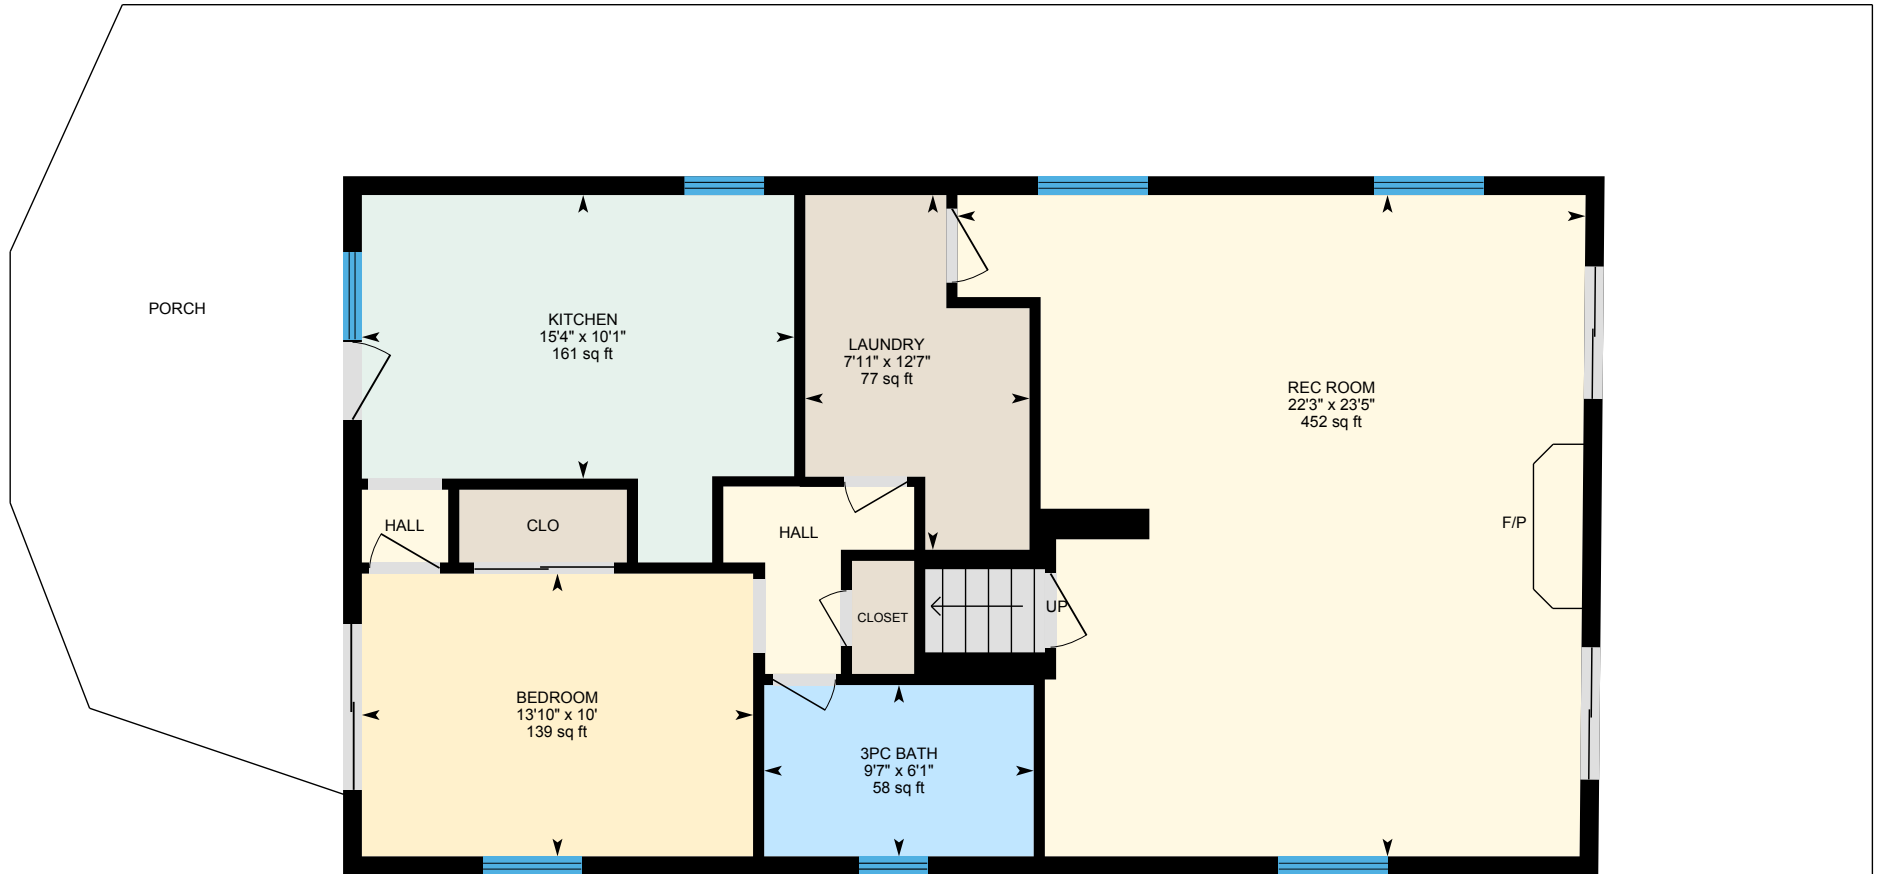 PORCH
KITCHEN
15'4" x 10'1"
161 sq ft
LAUNDRY
7'11" x 12'7"
77 sq ft
REC ROOM
22'3" x 23'5"
452 sq ft
HALL
CLO
HALL
F/P
CLOSET
UP
BEDROOM
13'10" x 10'
139 sq ft
3PC BATH
9'7" x 6'1"
58 sq ft